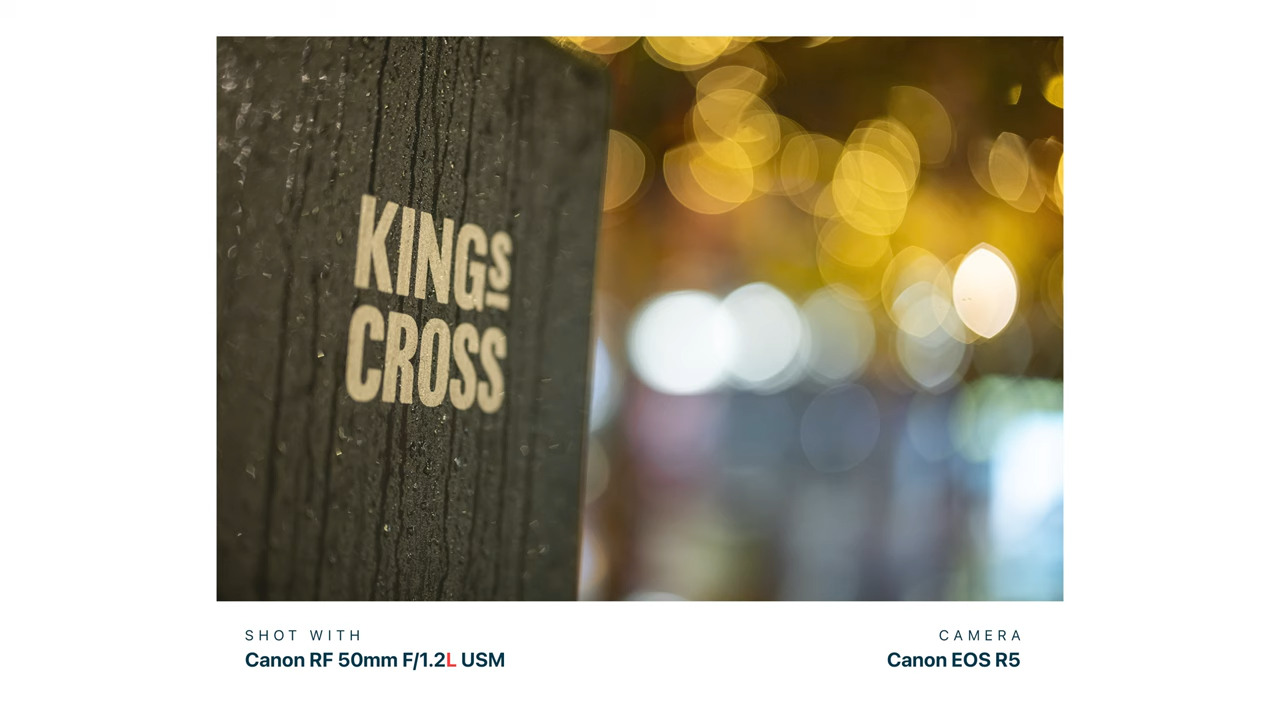 KINGS
CROSS
SHOT WITH
Canon RF 50mm F/1.2L USM
CAMERA
Canon EOS R5